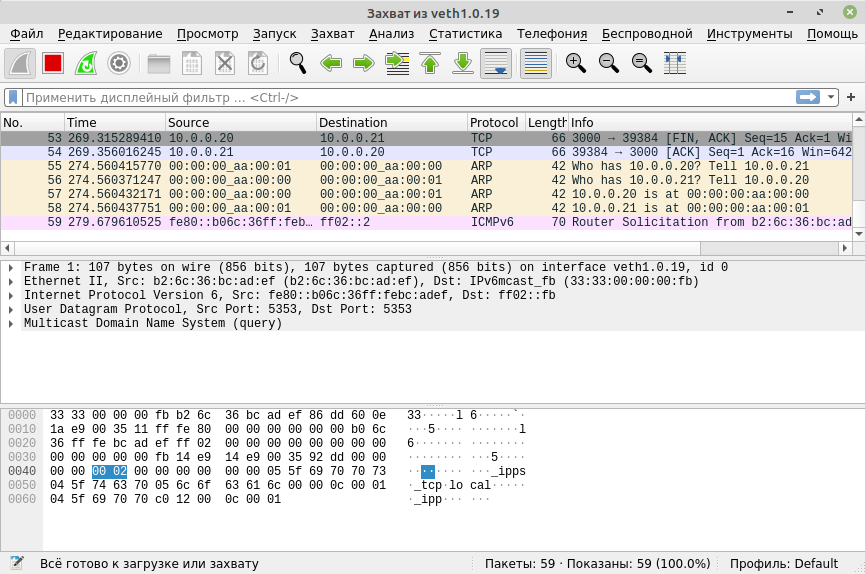 Захват из veth1.0.19
Файл Редактирование Просмотр Запуск Захват Анализ Статистика Телефония Беспроводной Инструменты Помощь
Применить дисплейный фильтр … <Ctrl-/>
No. Time Source Destination Protocol Length Info
53 269.315289410 10.0.0.20 10.0.0.21 TCP 66 3000 → 39384 [FIN, ACK] Seq=15 Ack=1 Wi
54 269.356016245 10.0.0.21 10.0.0.20 TCP 66 39384 → 3000 [ACK] Seq=1 Ack=16 Win=642
55 274.560415770 00:00:00_aa:00:01 00:00:00_aa:00:00 ARP 42 Who has 10.0.0.20? Tell 10.0.0.21
56 274.560371247 00:00:00_aa:00:00 00:00:00_aa:00:01 ARP 42 Who has 10.0.0.21? Tell 10.0.0.20
57 274.560432171 00:00:00_aa:00:00 00:00:00_aa:00:01 ARP 42 10.0.0.20 is at 00:00:00:aa:00:00
58 274.560437751 00:00:00_aa:00:01 00:00:00_aa:00:00 ARP 42 10.0.0.21 is at 00:00:00:aa:00:01
59 279.679610525 fe80::b06c:36ff:feb… ff02::2 ICMPv6 70 Router Solicitation from b2:6c:36:bc:ad
Frame 1: 107 bytes on wire (856 bits), 107 bytes captured (856 bits) on interface veth1.0.19, id 0
Ethernet II, Src: b2:6c:36:bc:ad:ef (b2:6c:36:bc:ad:ef), Dst: IPv6mcast_fb (33:33:00:00:00:fb)
Internet Protocol Version 6, Src: fe80::b06c:36ff:febc:adef, Dst: ff02::fb
User Datagram Protocol, Src Port: 5353, Dst Port: 5353
Multicast Domain Name System (query)
0000 33 33 00 00 00 fb b2 6c 36 bc ad ef 86 dd 60 0e 33·····l 6·····`·
0010 1a e9 00 35 11 ff fe 80 00 00 00 00 00 00 b0 6c ···5···· ·······l
0020 36 ff fe bc ad ef ff 02 00 00 00 00 00 00 00 00 6······· ········
0030 00 00 00 00 00 fb 14 e9 14 e9 00 35 92 dd 00 00 ········ ···5····
0040 00 00 00 02 00 00 00 00 00 00 05 5f 69 70 70 73 ········ ···_ipps
0050 04 5f 74 63 70 05 6c 6f 63 61 6c 00 00 0c 00 01 ·_tcp·lo cal·····
0060 04 5f 69 70 70 c0 12 00 0c 00 01 ·_ipp··· ···
Всё готово к загрузке или захвату Пакеты: 59 · Показаны: 59 (100.0%) Профиль: Default